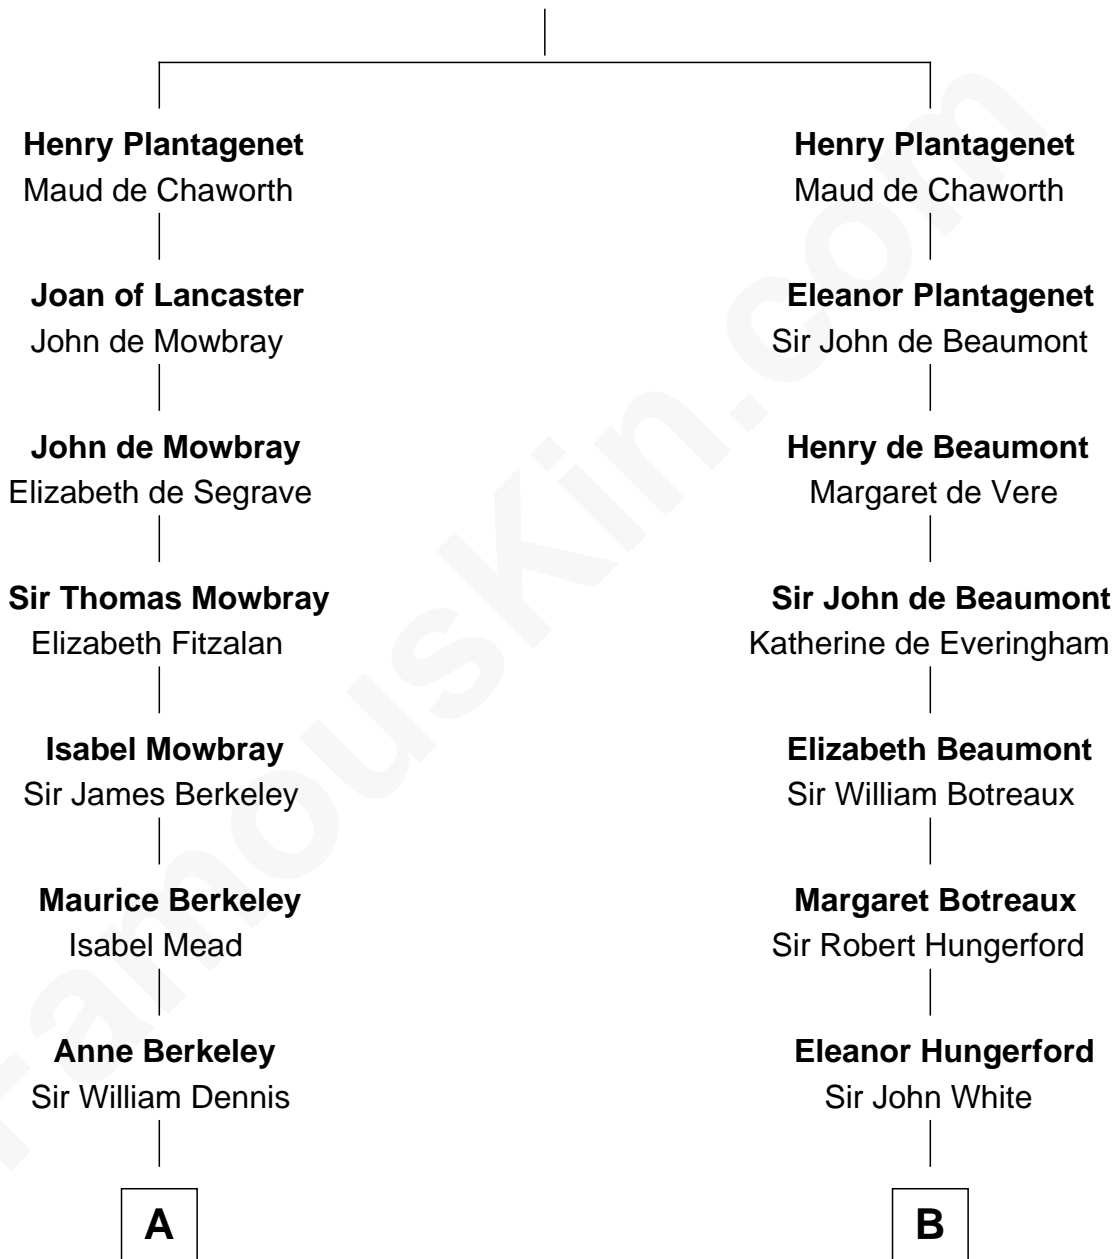 Henry Plantagenet
Maud de Chaworth
Joan of Lancaster
John de Mowbray
John de Mowbray
Elizabeth de Segrave
Sir Thomas Mowbray
Elizabeth Fitzalan
Isabel Mowbray
Sir James Berkeley
Maurice Berkeley
Isabel Mead
Anne Berkeley
Sir William Dennis
A
Henry Plantagenet
Maud de Chaworth
Eleanor Plantagenet
Sir John de Beaumont
Henry de Beaumont
Margaret de Vere
Sir John de Beaumont
Katherine de Everingham
Elizabeth Beaumont
Sir William Botreaux
Margaret Botreaux
Sir Robert Hungerford
Eleanor Hungerford
Sir John White
B
FamousKin.com